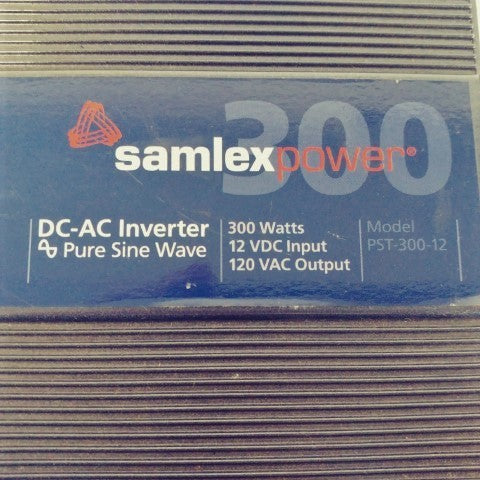 300
samlexpower®
DC-AC Inverter
Pure Sine Wave
300 Watts
12 VDC Input
120 VAC Output
Model
PST-300-12